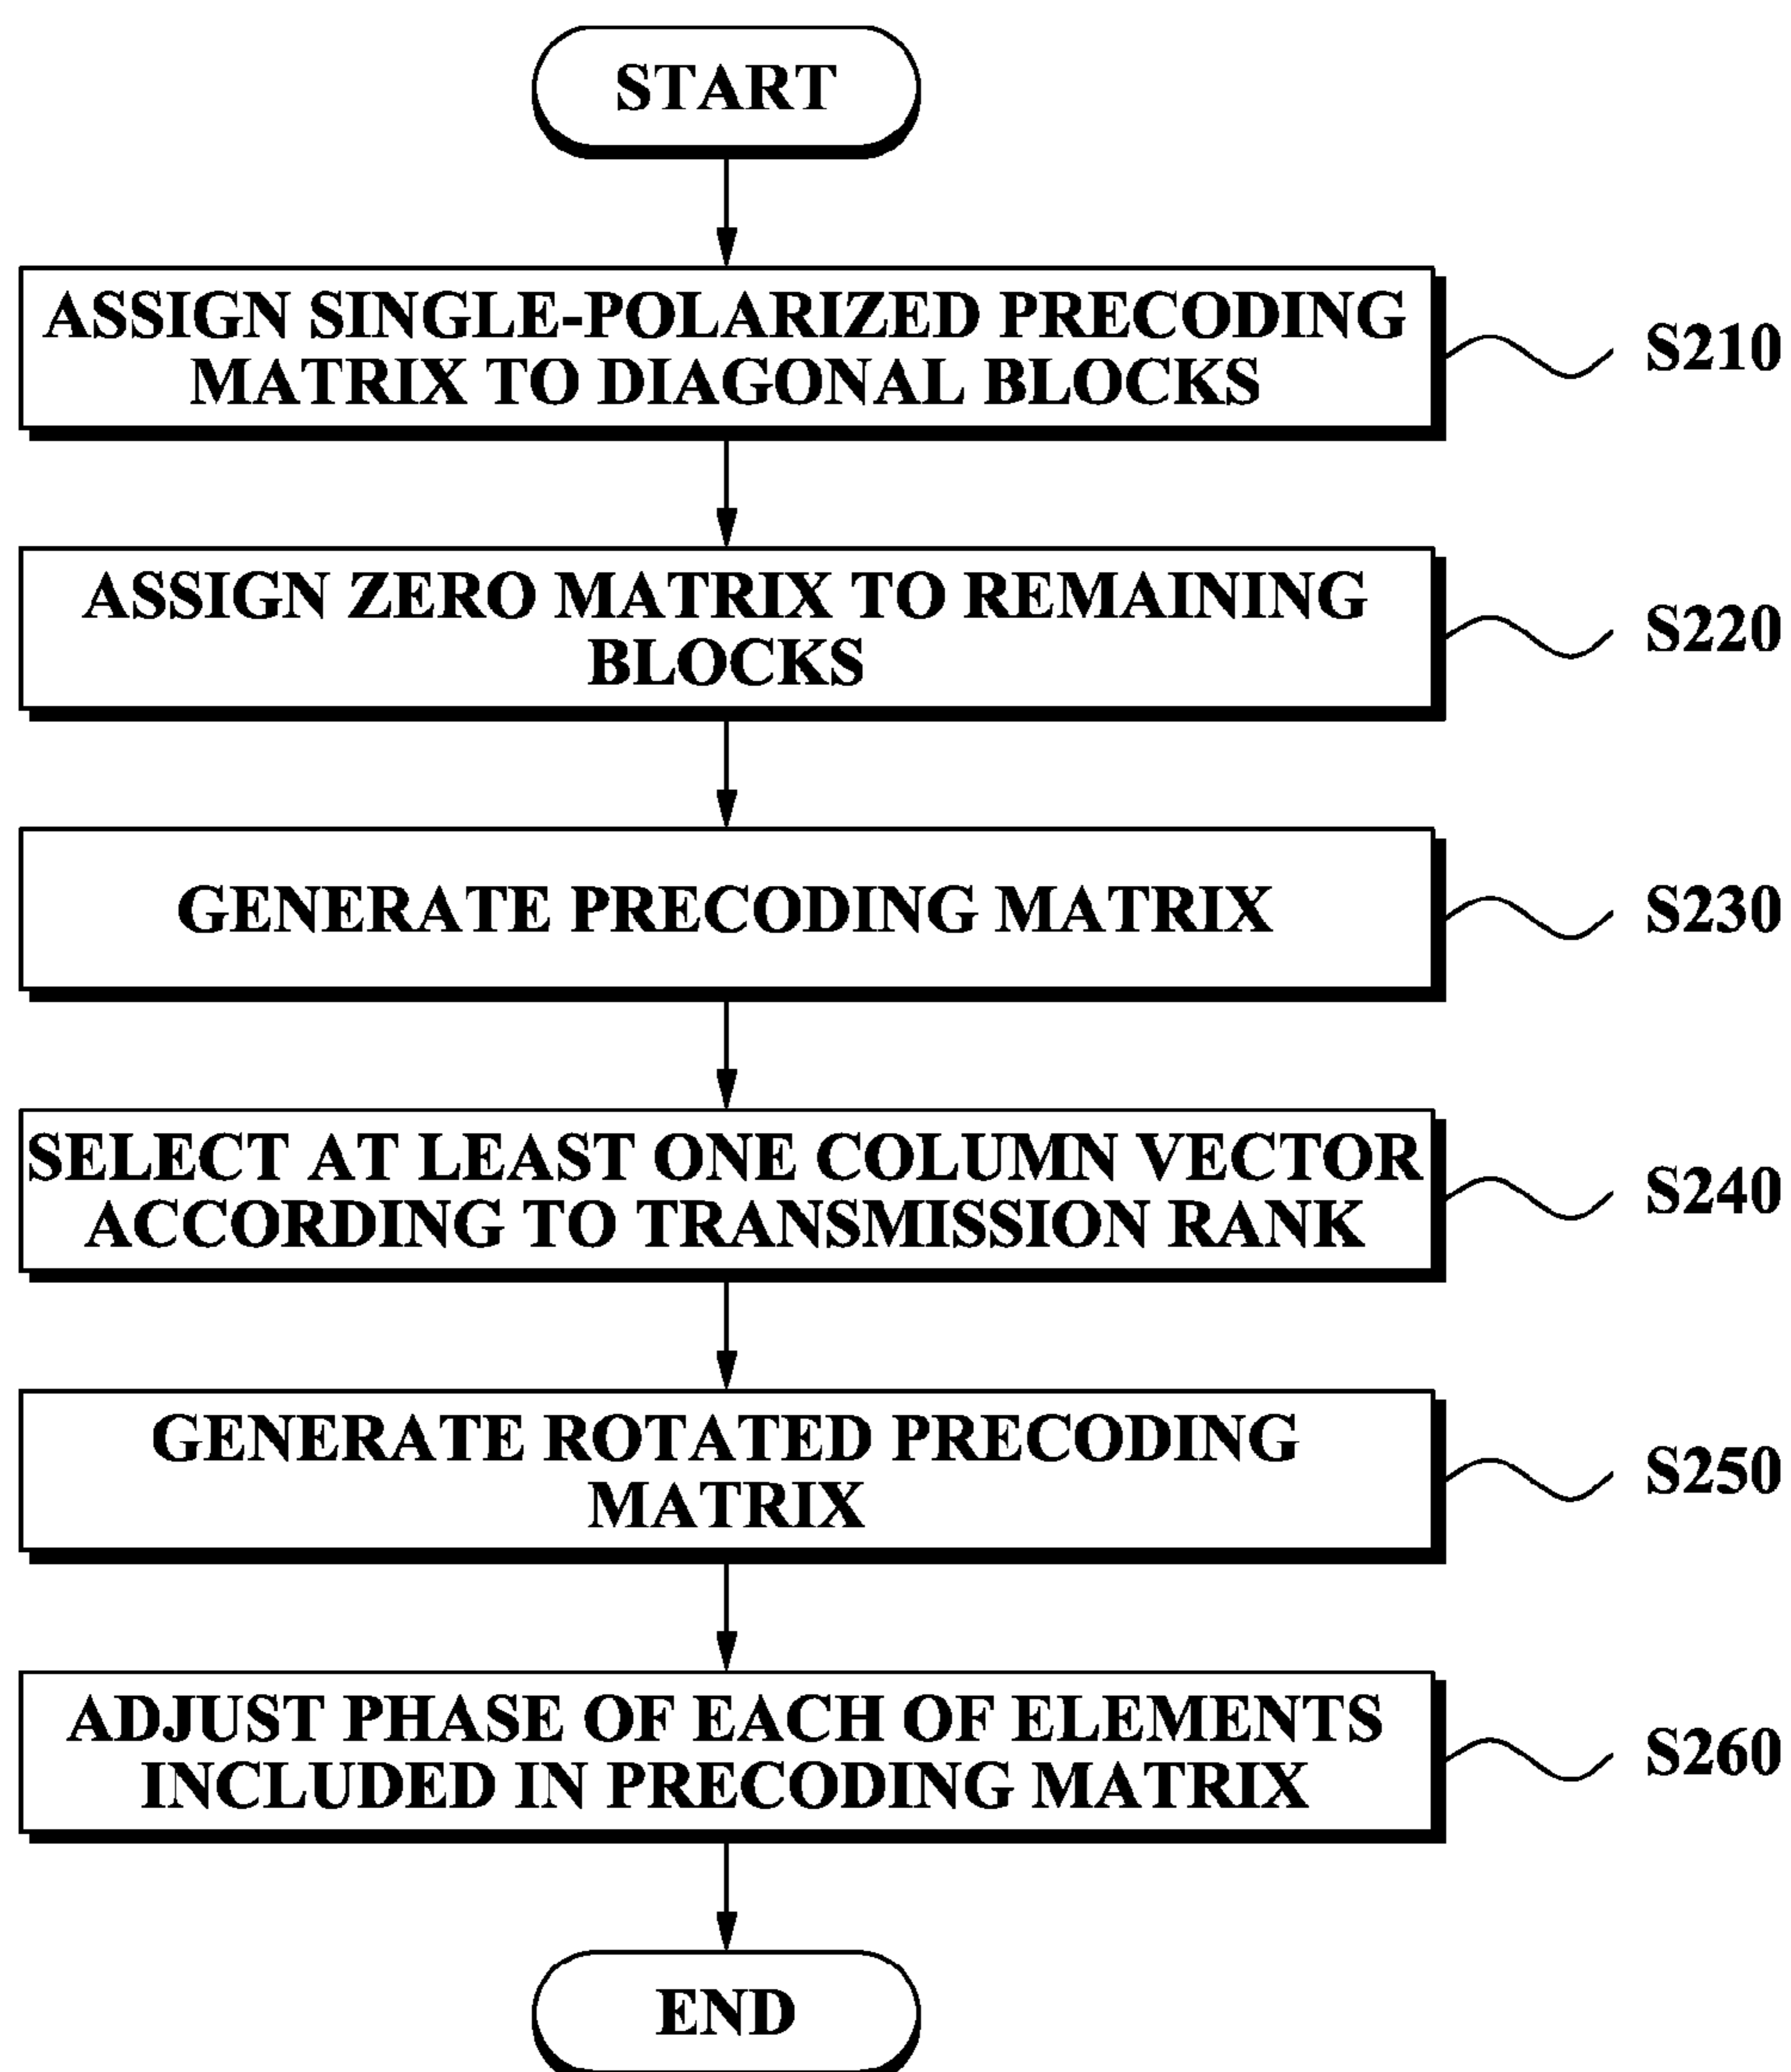 START
ASSIGN SINGLE-POLARIZED PRECODING
MATRIX TO DIAGONAL BLOCKS
S210
ASSIGN ZERO MATRIX TO REMAINING
BLOCKS
S220
GENERATE PRECODING MATRIX
S230
SELECT AT LEAST ONE COLUMN VECTOR
ACCORDING TO TRANSMISSION RANK
S240
GENERATE ROTATED PRECODING
MATRIX
S250
ADJUST PHASE OF EACH OF ELEMENTS
INCLUDED IN PRECODING MATRIX
S260
END